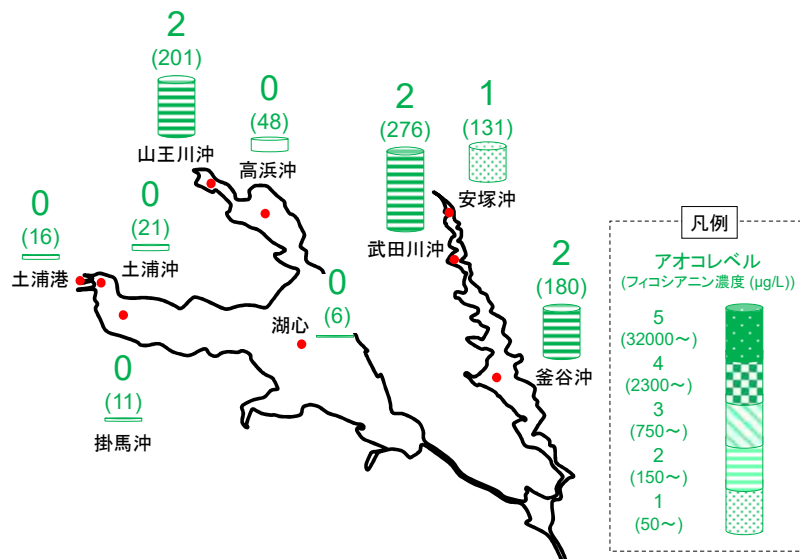 2
(201)
山王川沖
0
(48)
高浜沖
2
(276)
武田川沖
1
(131)
安塚沖
0
(16)
土浦港
0
(21)
土浦沖
0
(6)
湖心
2
(180)
釜谷沖
0
(11)
掛馬沖
凡例
アオコレベル
(フィコシアニン濃度 (μg/L))
5
(32000～)
4
(2300～)
3
(750～)
2
(150～)
1
(50～)